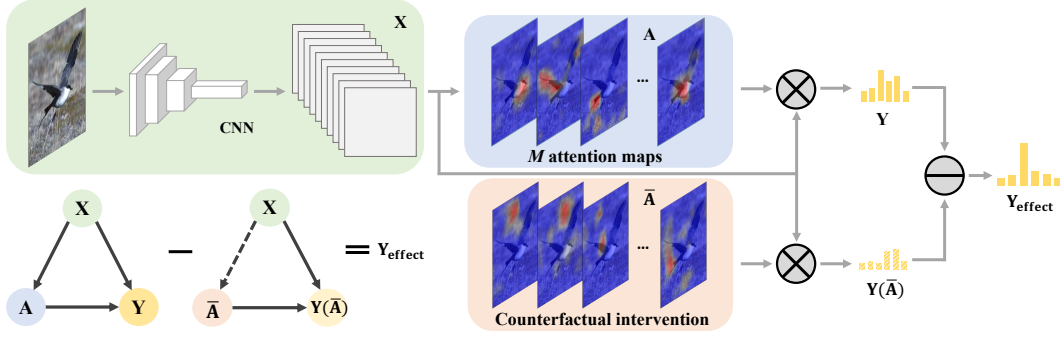 X
A
CNN
...
M attention maps
Y
Y_effect
A̅
...
Counterfactual intervention
Y(A̅)
X
X
A
Y
A̅
Y(A̅)
= Y_effect